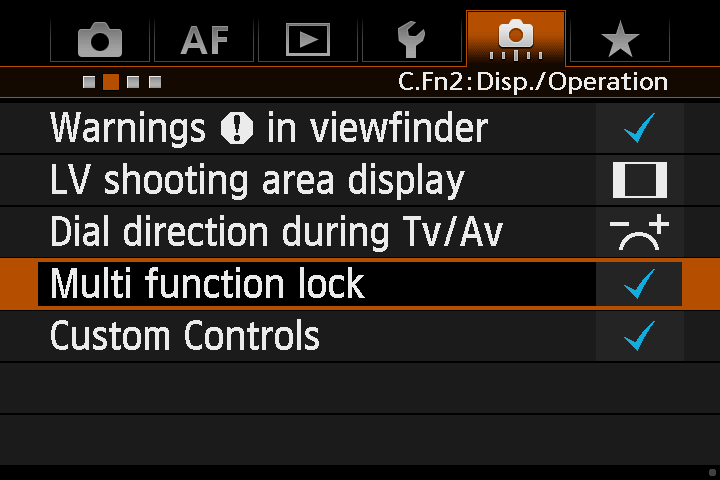 AF
C.Fn2:Disp./Operation
Warnings ! in viewfinder
LV shooting area display
Dial direction during Tv/Av
Multi function lock
Custom Controls